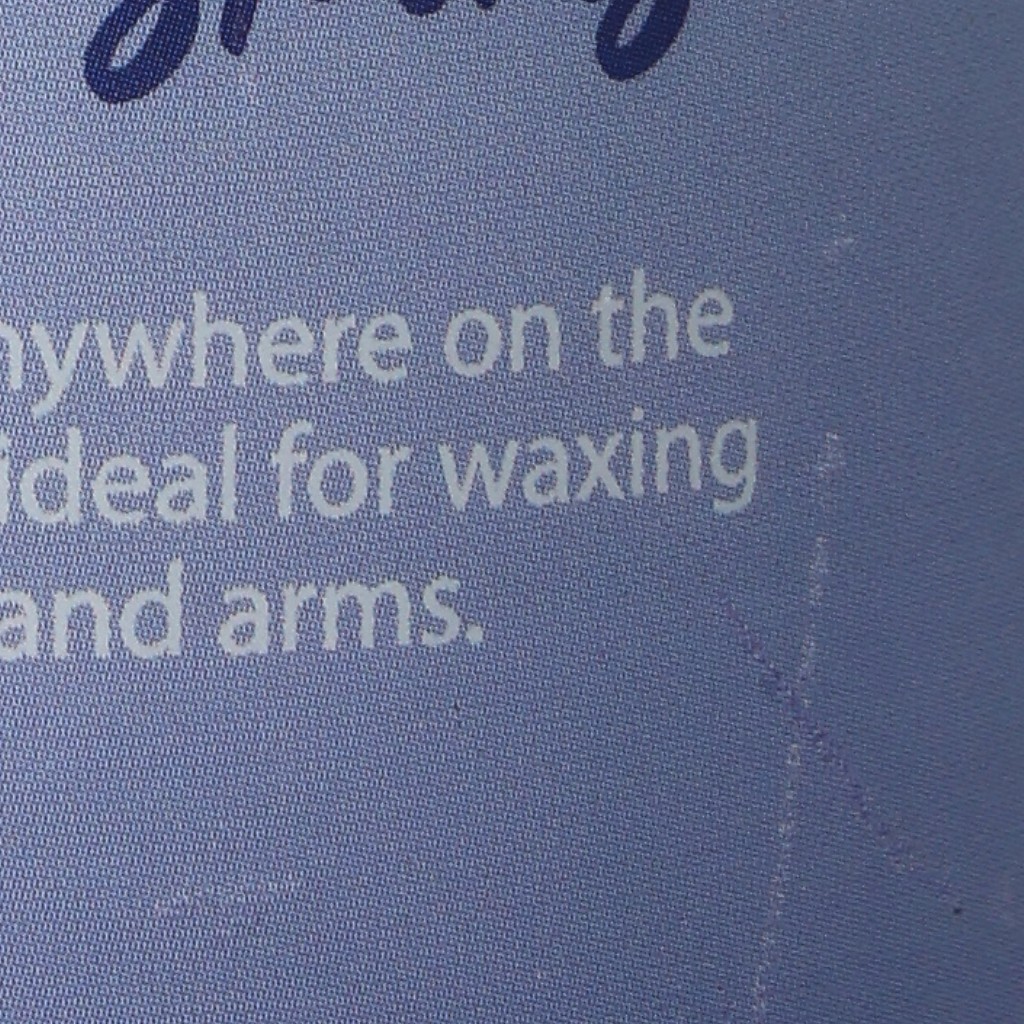 nywhere on the
ideal for waxing
and arms.